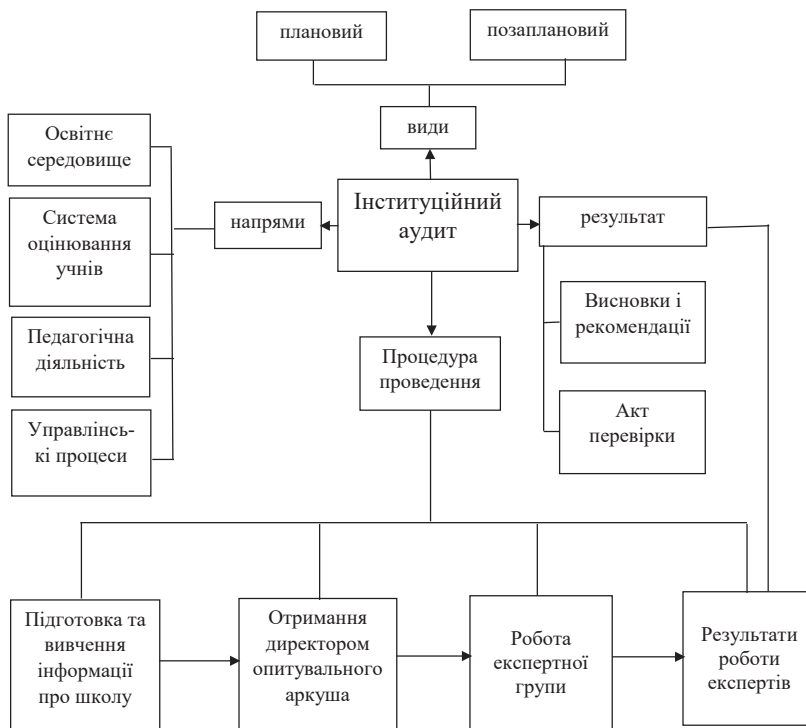 плановий
позаплановий
види
Освітнє
середовище
Система
оцінювання
учнів
Педагогічна
діяльність
Управлінсь-
кі процеси
напрями
Інституційний
аудит
результат
Висновки і
рекомендації
Акт
перевірки
Процедура
проведення
Підготовка та
вивчення
інформації
про школу
Отримання
директором
опитувального
аркуша
Робота
експертної
групи
Результати
роботи
експертів